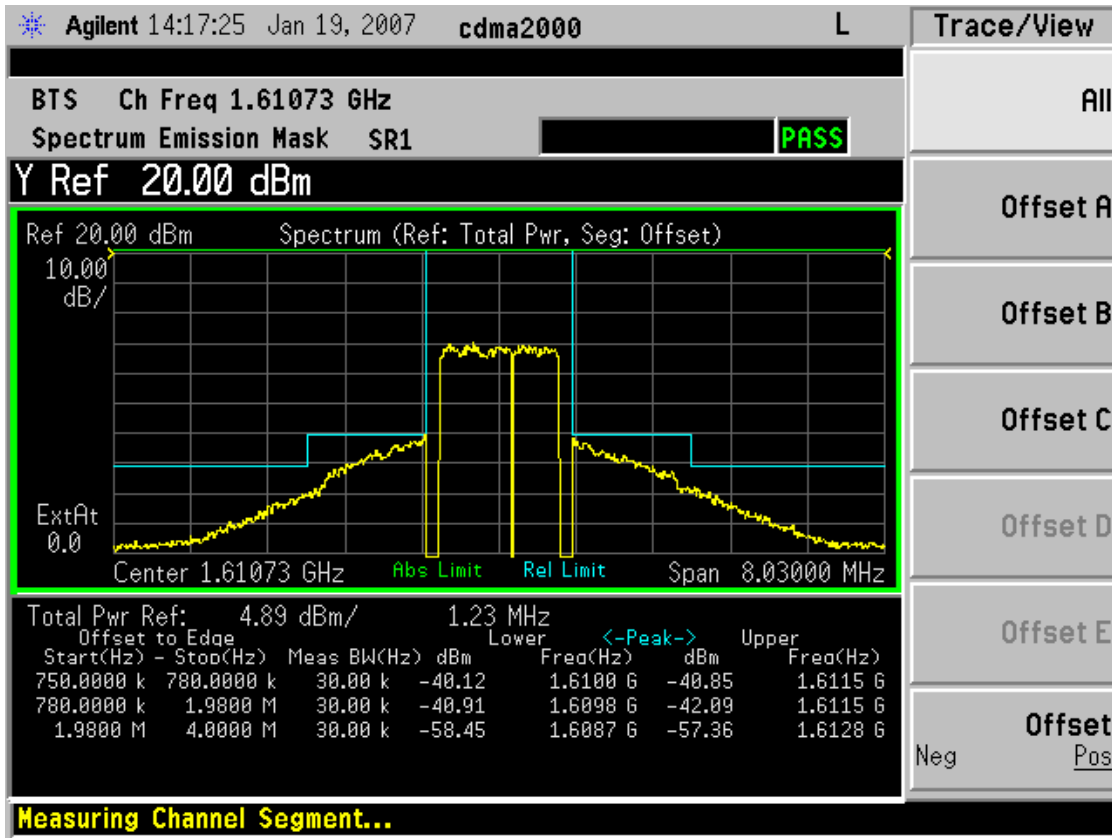 Agilent 14:17:25 Jan 19, 2007 cdma2000 L
Trace/View
BTS Ch Freq 1.61073 GHz
Spectrum Emission Mask SR1 PASS
Y Ref 20.00 dBm
Ref 20.00 dBm Spectrum (Ref: Total Pwr, Seg: Offset)
10.00
dB/
ExtAt
0.0
Center 1.61073 GHz Abs Limit Rel Limit Span 8.03000 MHz
Total Pwr Ref: 4.89 dBm/ 1.23 MHz
Offset to Edge Lower <-Peak-> Upper
Start(Hz) - Stop(Hz) Meas BW(Hz) dBm Freq(Hz) dBm Freq(Hz)
750.0000 k 780.0000 k 30.00 k -40.12 1.6100 G -40.85 1.6115 G
780.0000 k 1.9800 M 30.00 k -40.91 1.6098 G -42.09 1.6115 G
1.9800 M 4.0000 M 30.00 k -58.45 1.6087 G -57.36 1.6128 G
Measuring Channel Segment...
All
Offset A
Offset B
Offset C
Offset D
Offset E
Offset
Neg Pos